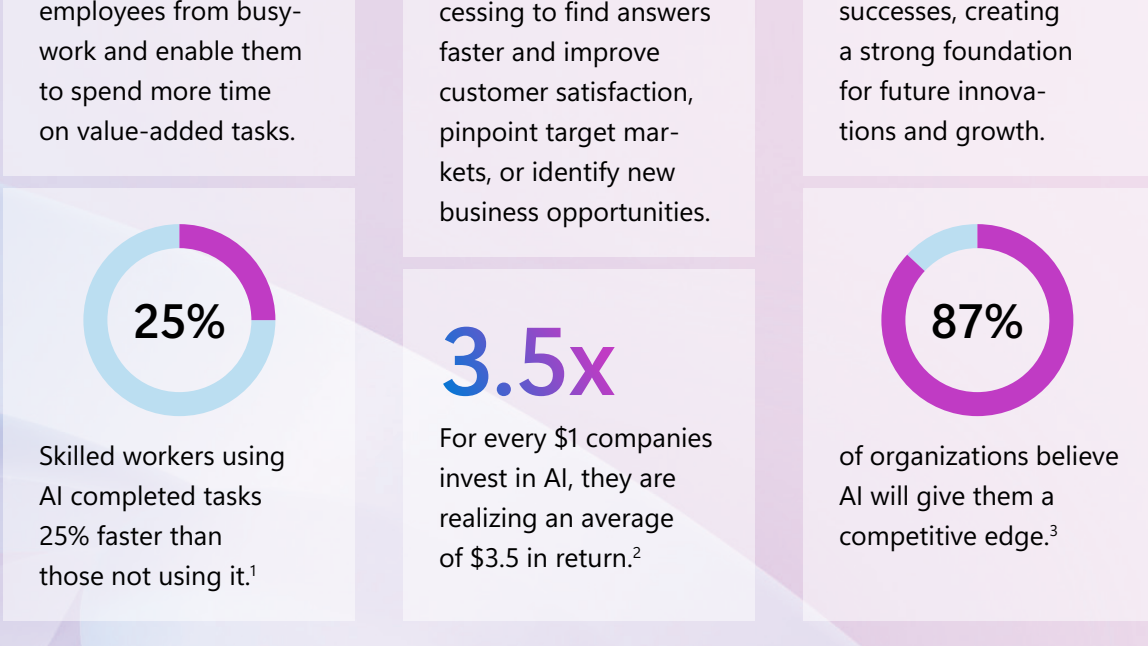 employees from busy-
work and enable them
to spend more time
on value-added tasks.
25%
Skilled workers using
AI completed tasks
25% faster than
those not using it.¹
cessing to find answers
faster and improve
customer satisfaction,
pinpoint target mar-
kets, or identify new
business opportunities.
3.5x
For every $1 companies
invest in AI, they are
realizing an average
of $3.5 in return.²
successes, creating
a strong foundation
for future innova-
tions and growth.
87%
of organizations believe
AI will give them a
competitive edge.³